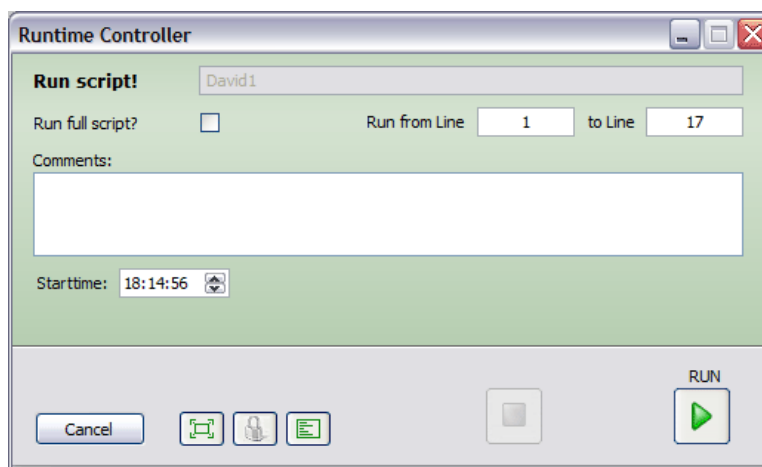 Runtime Controller
Run script! David1
Run full script? Run from Line 1 to Line 17
Comments:
Starttime: 18:14:56
RUN
Cancel